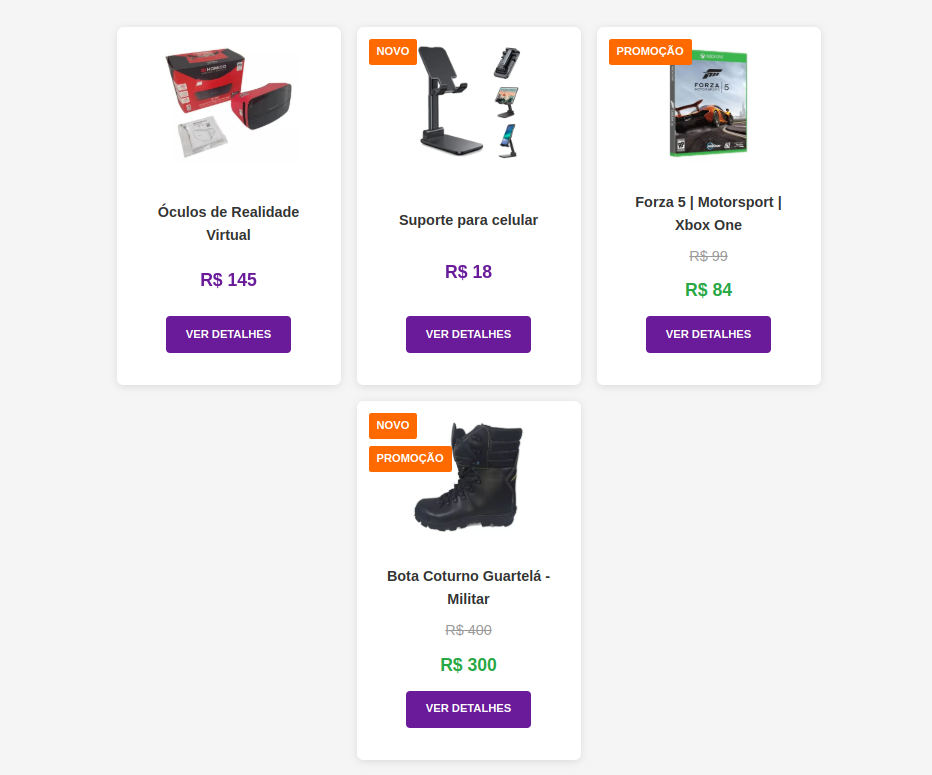 Óculos de Realidade
Virtual
R$ 145
VER DETALHES
NOVO
Suporte para celular
R$ 18
VER DETALHES
PROMOÇÃO
FORZA 5
MOTORSPORT
Forza 5 | Motorsport |
Xbox One
R$ 99
R$ 84
VER DETALHES
NOVO
PROMOÇÃO
Bota Coturno Guartelá -
Militar
R$ 400
R$ 300
VER DETALHES